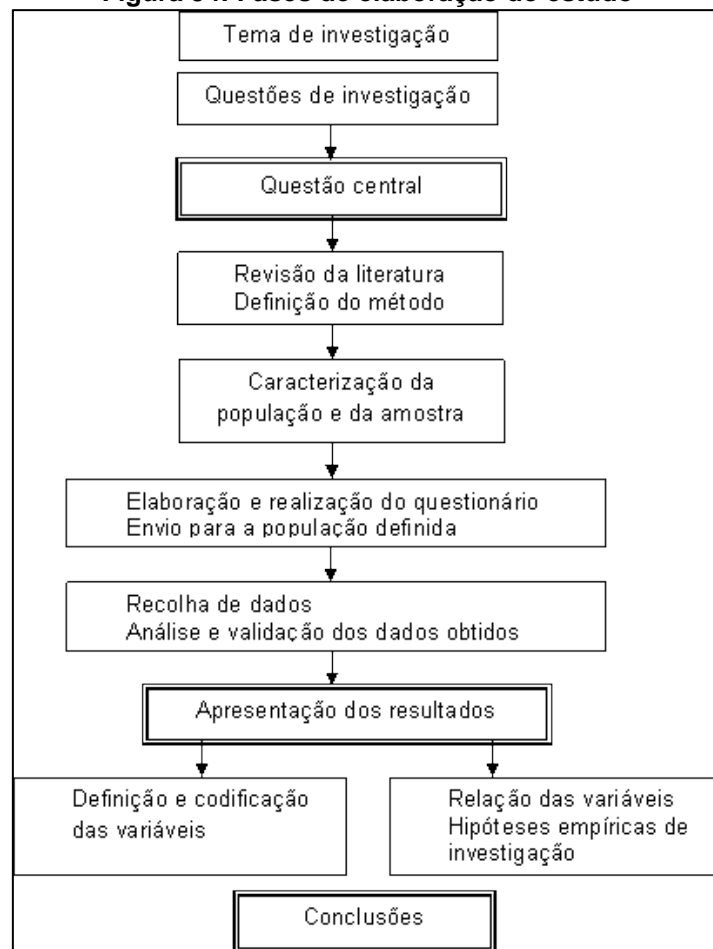 Tema de investigação
Questões de investigação
Questão central
Revisão da literatura
Definição do método
Caracterização da
população e da amostra
Elaboração e realização do questionário
Envio para a população definida
Recolha de dados
Análise e validação dos dados obtidos
Apresentação dos resultados
Definição e codificação
das variáveis
Relação das variáveis
Hipóteses empíricas de
investigação
Conclusões